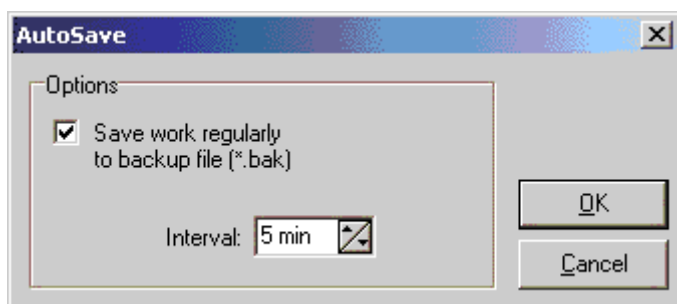 AutoSave
Options
Save work regularly
to backup file (*.bak)
Interval: 5 min
OK
Cancel